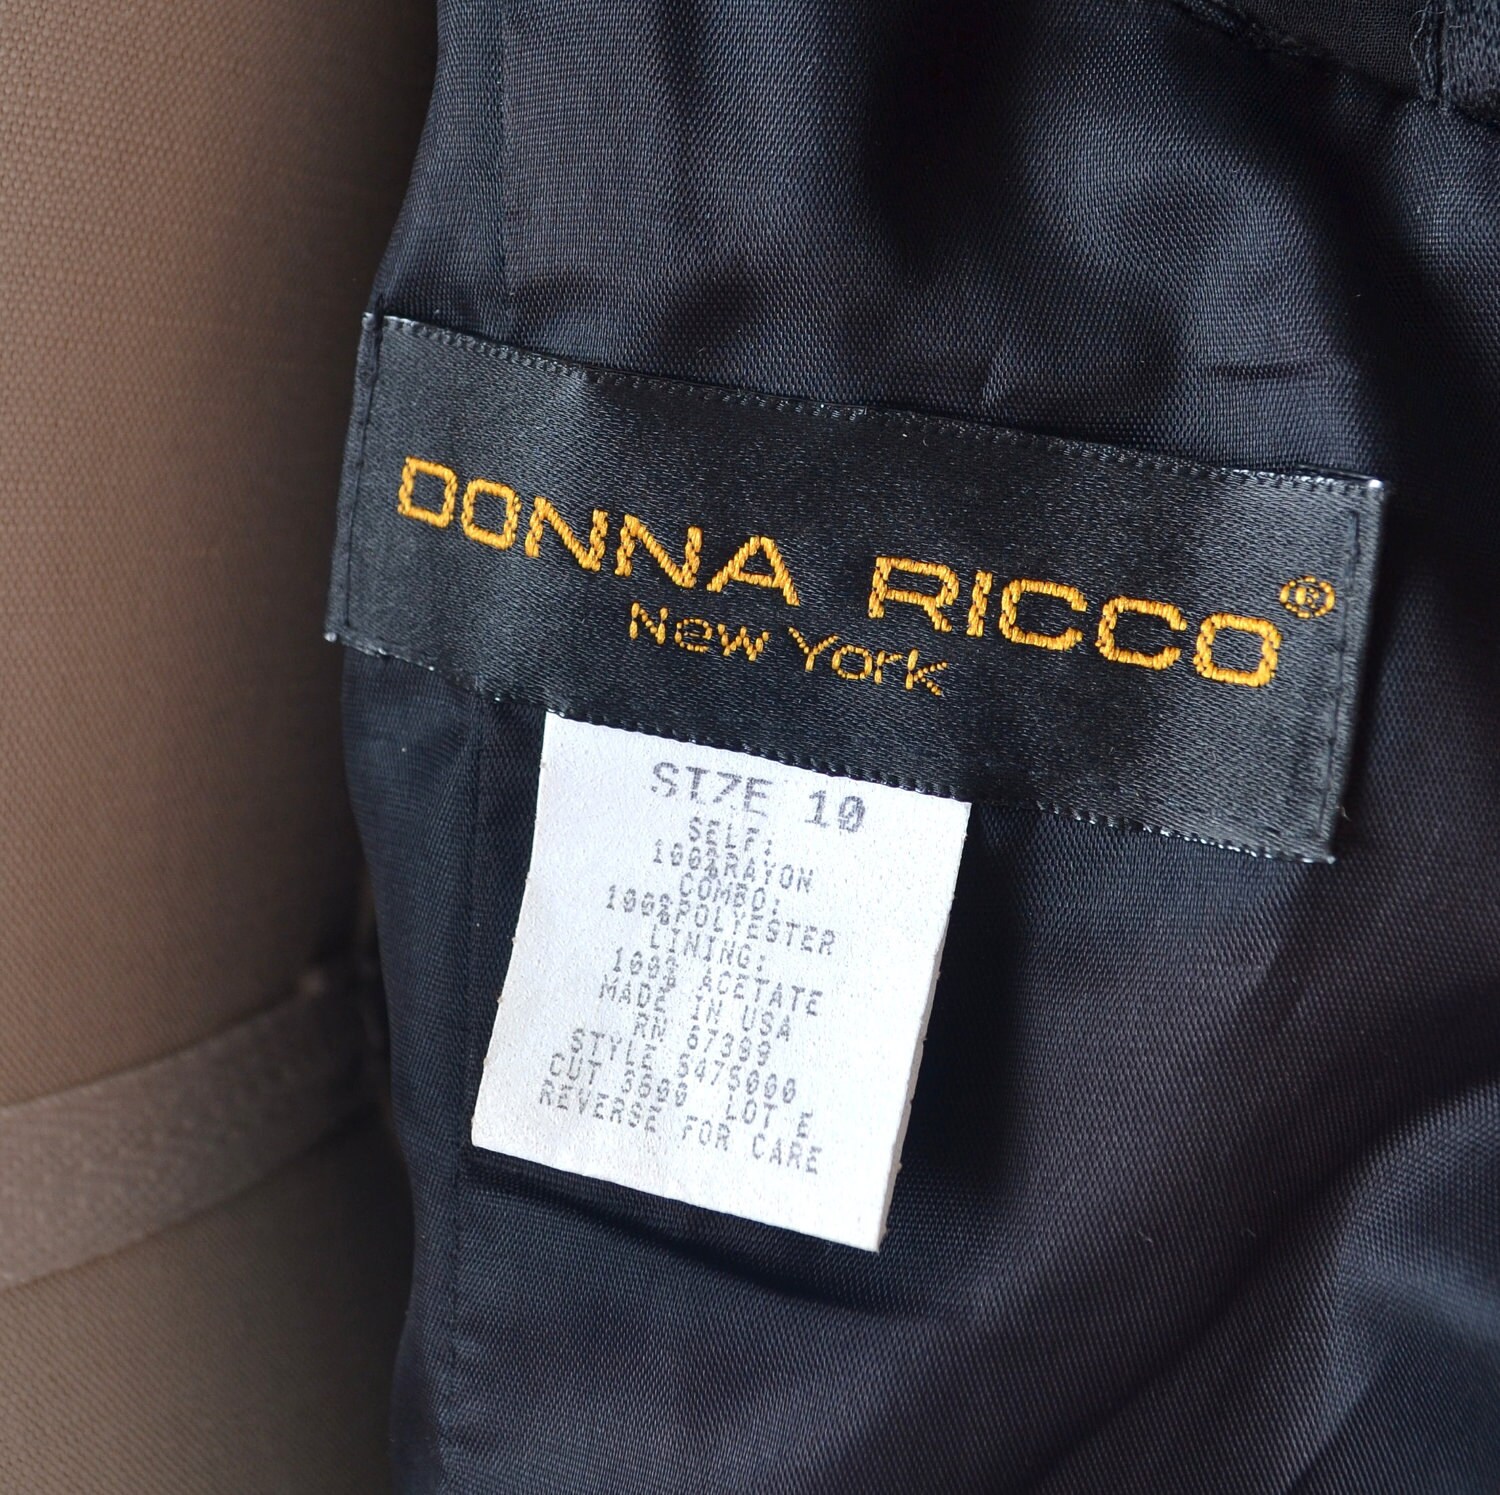 DONNA RICCO®
New York
SIZE 10
SELF:
100%RAYON
COMBO:
100%POLYESTER
LINING:
100% ACETATE
MADE IN USA
RN 67399
STYLE 6475000
CUT 3600 LOT E
REVERSE FOR CARE